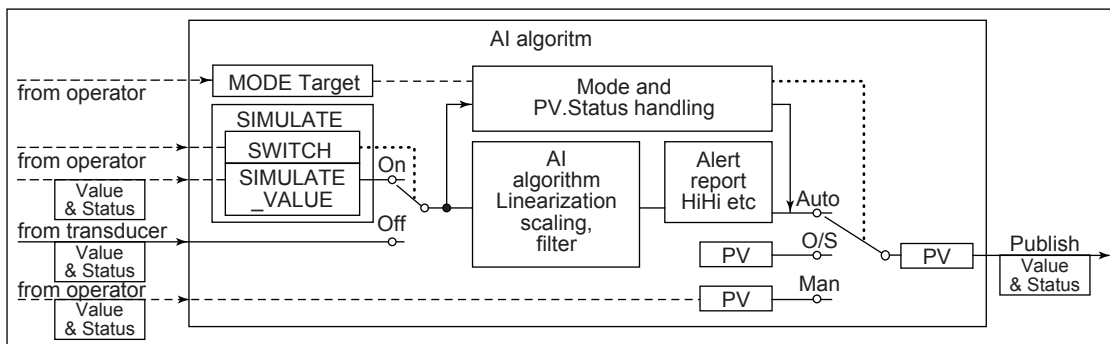 AI algoritm
from operator
MODE Target
Mode and
PV.Status handling
SIMULATE
from operator
SWITCH
SIMULATE
_VALUE
On
Off
Value
& Status
AI
algorithm
Linearization
scaling,
filter
Alert
report
HiHi etc
Auto
from transducer
Value
& Status
O/S
PV
PV
Publish
Value
& Status
from operator
Value
& Status
PV
Man